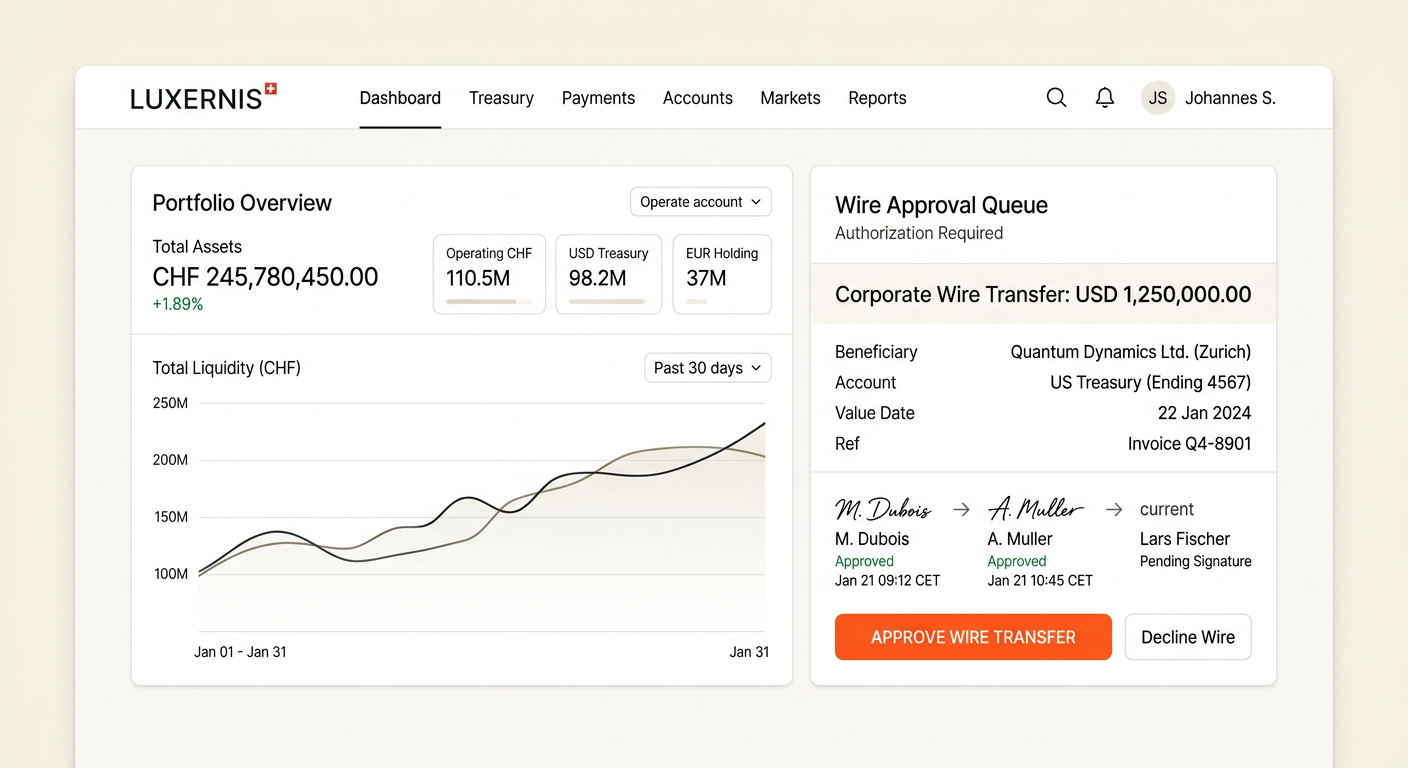 LUXERNIS
Dashboard Treasury Payments Accounts Markets Reports
JS Johannes S.
Portfolio Overview
Operate account
Total Assets
CHF 245,780,450.00
+1.89%
Operating CHF
110.5M
USD Treasury
98.2M
EUR Holding
37M
Total Liquidity (CHF)
Past 30 days
250M
200M
150M
100M
Jan 01 - Jan 31
Jan 31
Wire Approval Queue
Authorization Required
Corporate Wire Transfer: USD 1,250,000.00
Beneficiary Quantum Dynamics Ltd. (Zurich)
Account US Treasury (Ending 4567)
Value Date 22 Jan 2024
Ref Invoice Q4-8901
M. Dubois → A. Muller → current
M. Dubois A. Muller Lars Fischer
Approved Approved Pending Signature
Jan 21 09:12 CET Jan 21 10:45 CET
APPROVE WIRE TRANSFER
Decline Wire